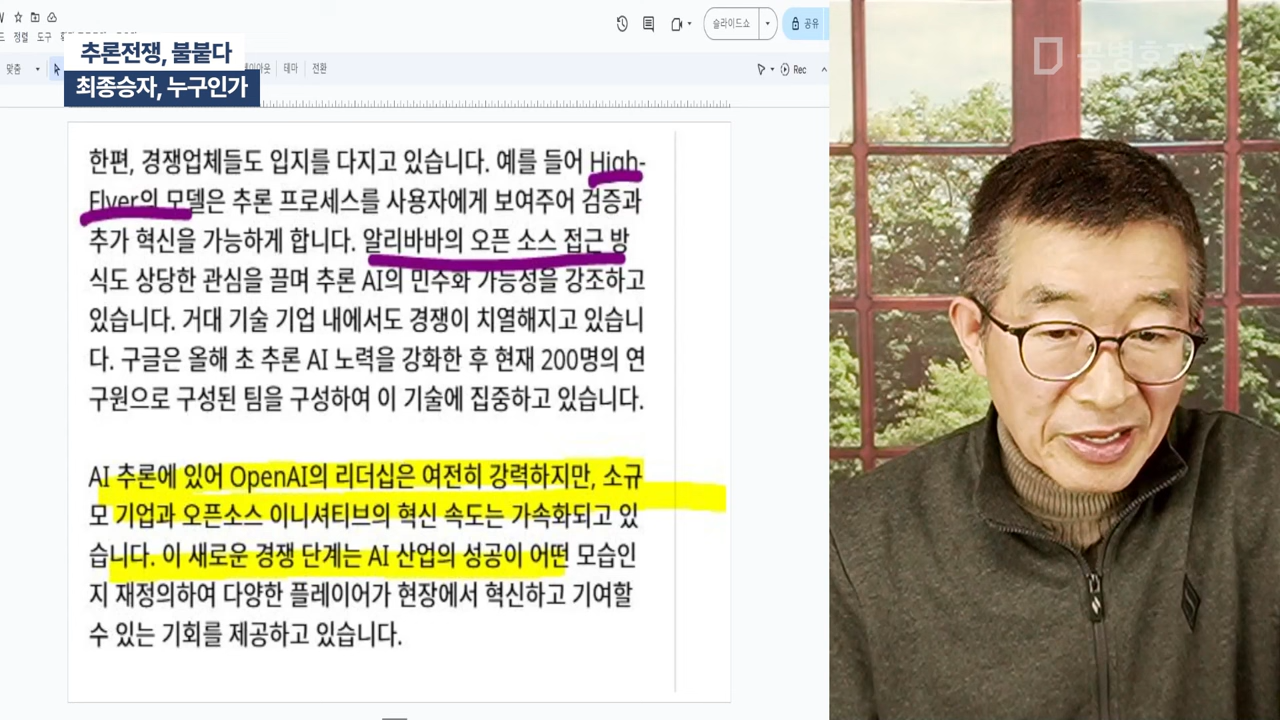 정렬 도구
슬라이드쇼
공유
추론전쟁, 불붙다
최종승자, 누구인가
맞춤
테마
전환
Rec
한편, 경쟁업체들도 입지를 다지고 있습니다. 예를 들어 High-
Flyer의 모델은 추론 프로세스를 사용자에게 보여주어 검증과
추가 혁신을 가능하게 합니다. 알리바바의 오픈 소스 접근 방
식도 상당한 관심을 끌며 추론 AI의 민주화 가능성을 강조하고
있습니다. 거대 기술 기업 내에서도 경쟁이 치열해지고 있습니
다. 구글은 올해 초 추론 AI 노력을 강화한 후 현재 200명의 연
구원으로 구성된 팀을 구성하여 이 기술에 집중하고 있습니다.
AI 추론에 있어 OpenAI의 리더십은 여전히 강력하지만, 소규
모 기업과 오픈소스 이니셔티브의 혁신 속도는 가속화되고 있
습니다. 이 새로운 경쟁 단계는 AI 산업의 성공이 어떤 모습인
지 재정의하여 다양한 플레이어가 현장에서 혁신하고 기여할
수 있는 기회를 제공하고 있습니다.
공병호TV